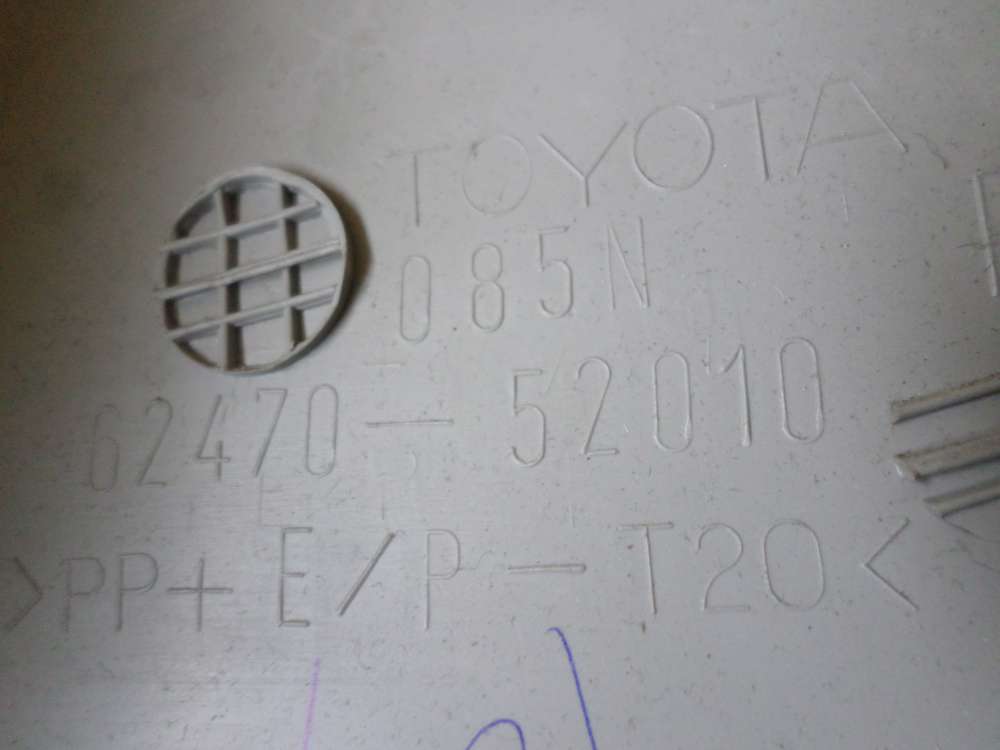 TOYOTA
085N
62470-52010
>PP+E/P-T20<